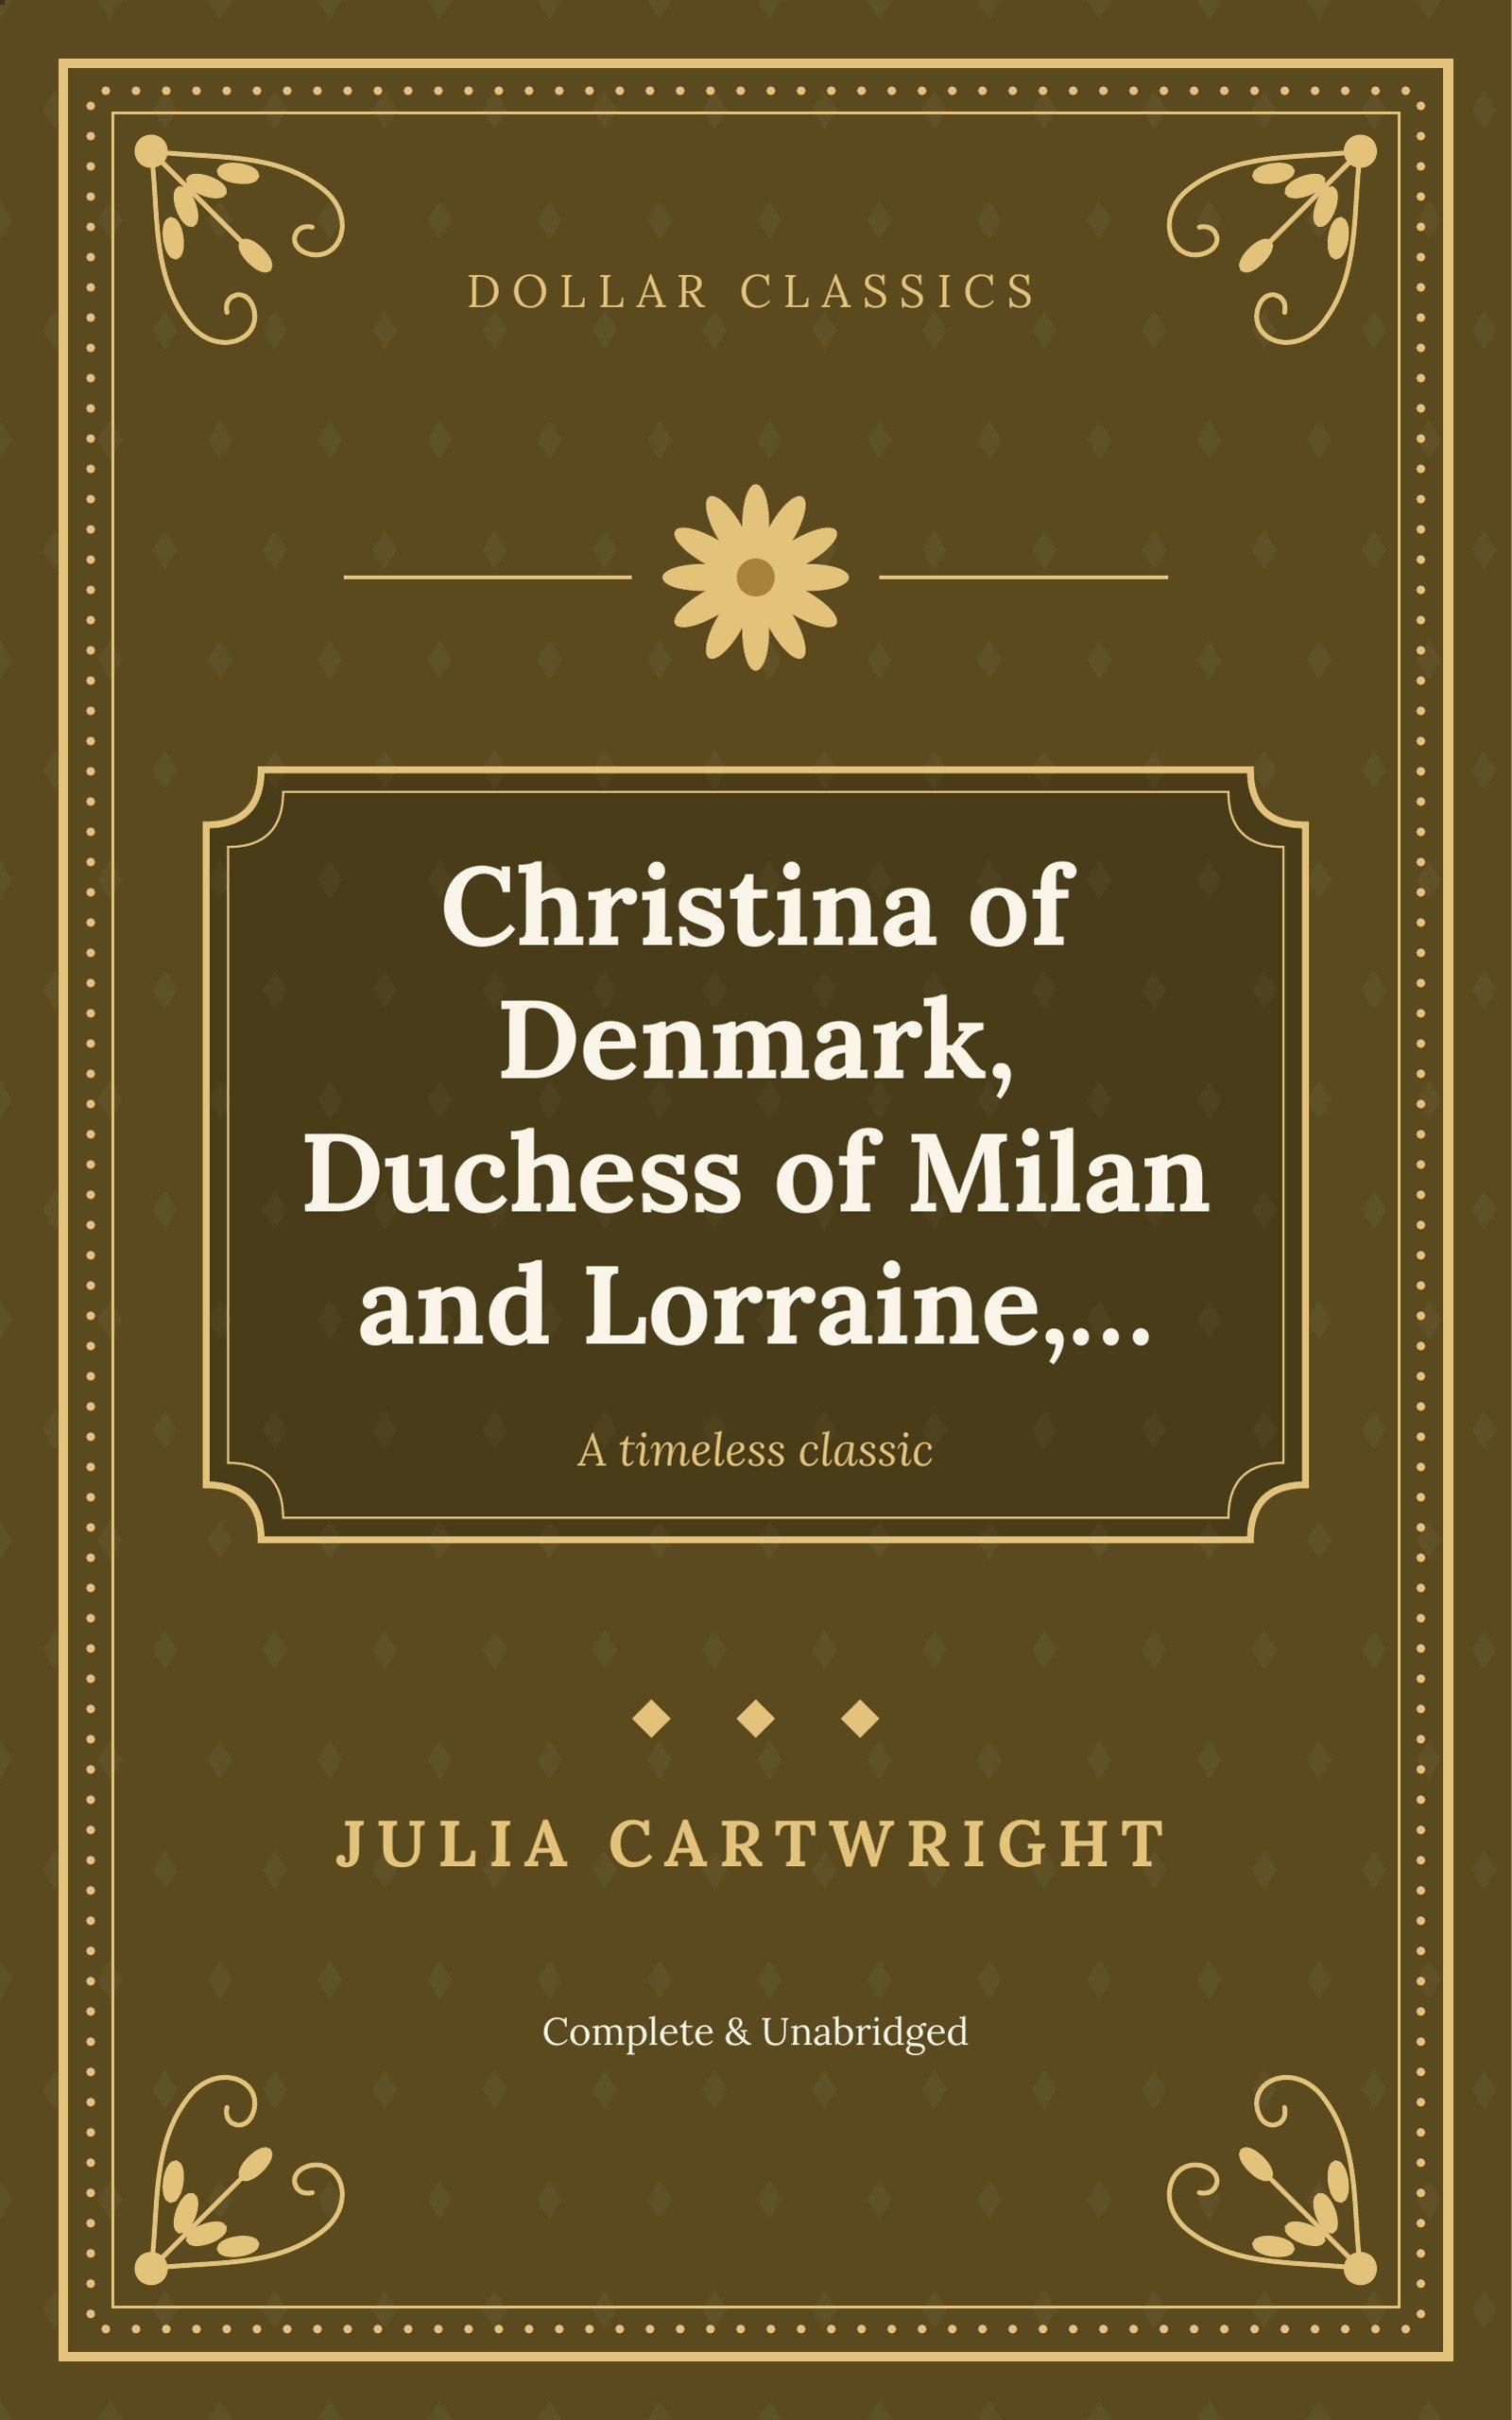 DOLLAR CLASSICS
Christina of
Denmark,
Duchess of Milan
and Lorraine,...
A timeless classic
JULIA CARTWRIGHT
Complete & Unabridged